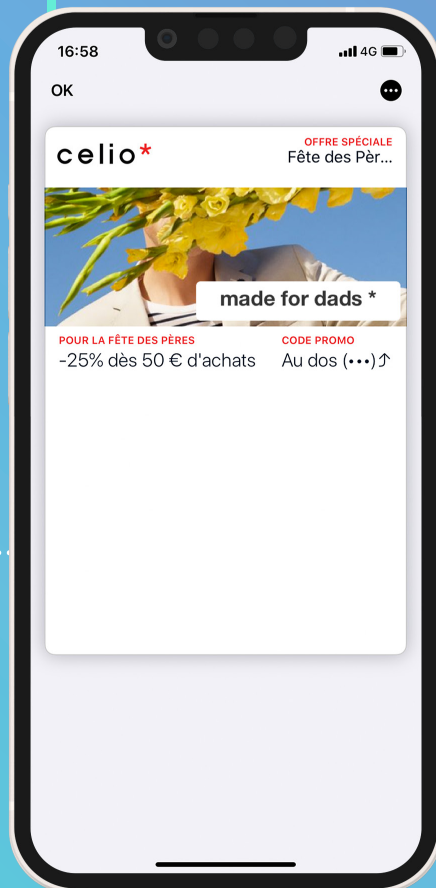 16:58
4G
OK
celio*
OFFRE SPÉCIALE
Fête des Pèr...
made for dads *
POUR LA FÊTE DES PÈRES
CODE PROMO
-25% dès 50 € d'achats
Au dos (•••)⤴